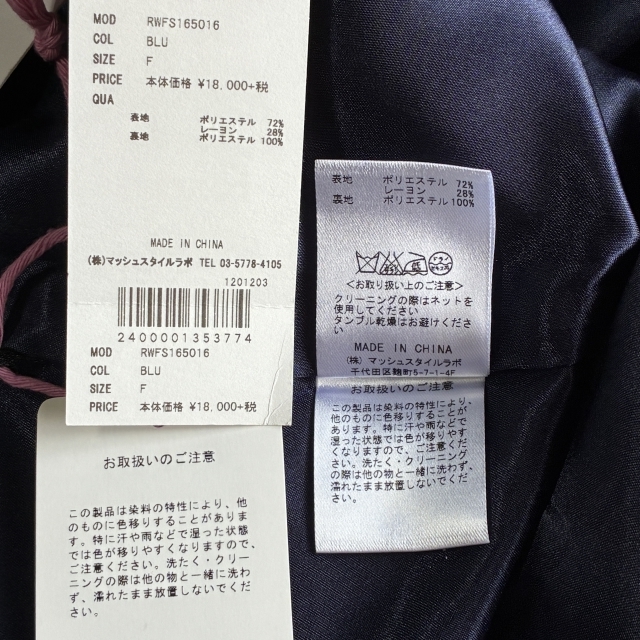 MOD RWFS165016
COL BLU
SIZE F
PRICE 本体価格 ¥18,000+税
QUA
表地 ポリエステル 72%
レーヨン 28%
裏地 ポリエステル 100%
MADE IN CHINA
(株)マッシュスタイルラボ TEL 03-5778-4105
1201203
2400001353774
MOD RWFS165016
COL BLU
SIZE F
PRICE 本体価格 ¥18,000+税
お取扱いのご注意
この製品は染料の特性により、他
のものに色移りすることがありま
す。特に汗や雨などで湿った状態
では色が移りやすくなりますので、
ご注意ください。洗たく・クリー
ニングの際は他の物と一緒に洗わ
ず、濡れたまま放置しないでくだ
さい。
表地 ポリエステル 72%
レーヨン 28%
裏地 ポリエステル 100%
<お取り扱い上のご注意>
クリーニングの際はネットを
使用してください
タンブル乾燥はお避けくださ
い
MADE IN CHINA
(株) マッシュスタイルラボ
千代田区麹町5-7-1-4F
お取扱いのご注意
この製品は染料の特性により、
他のものに色移りすることがあ
ります。特に汗や雨などで
湿った状態では色が移りやす
くなりますので、ご注意くだ
さい。洗たく・クリーニング
の際は他の物と一緒に洗わず、
濡れたまま放置しないでくだ
さい。